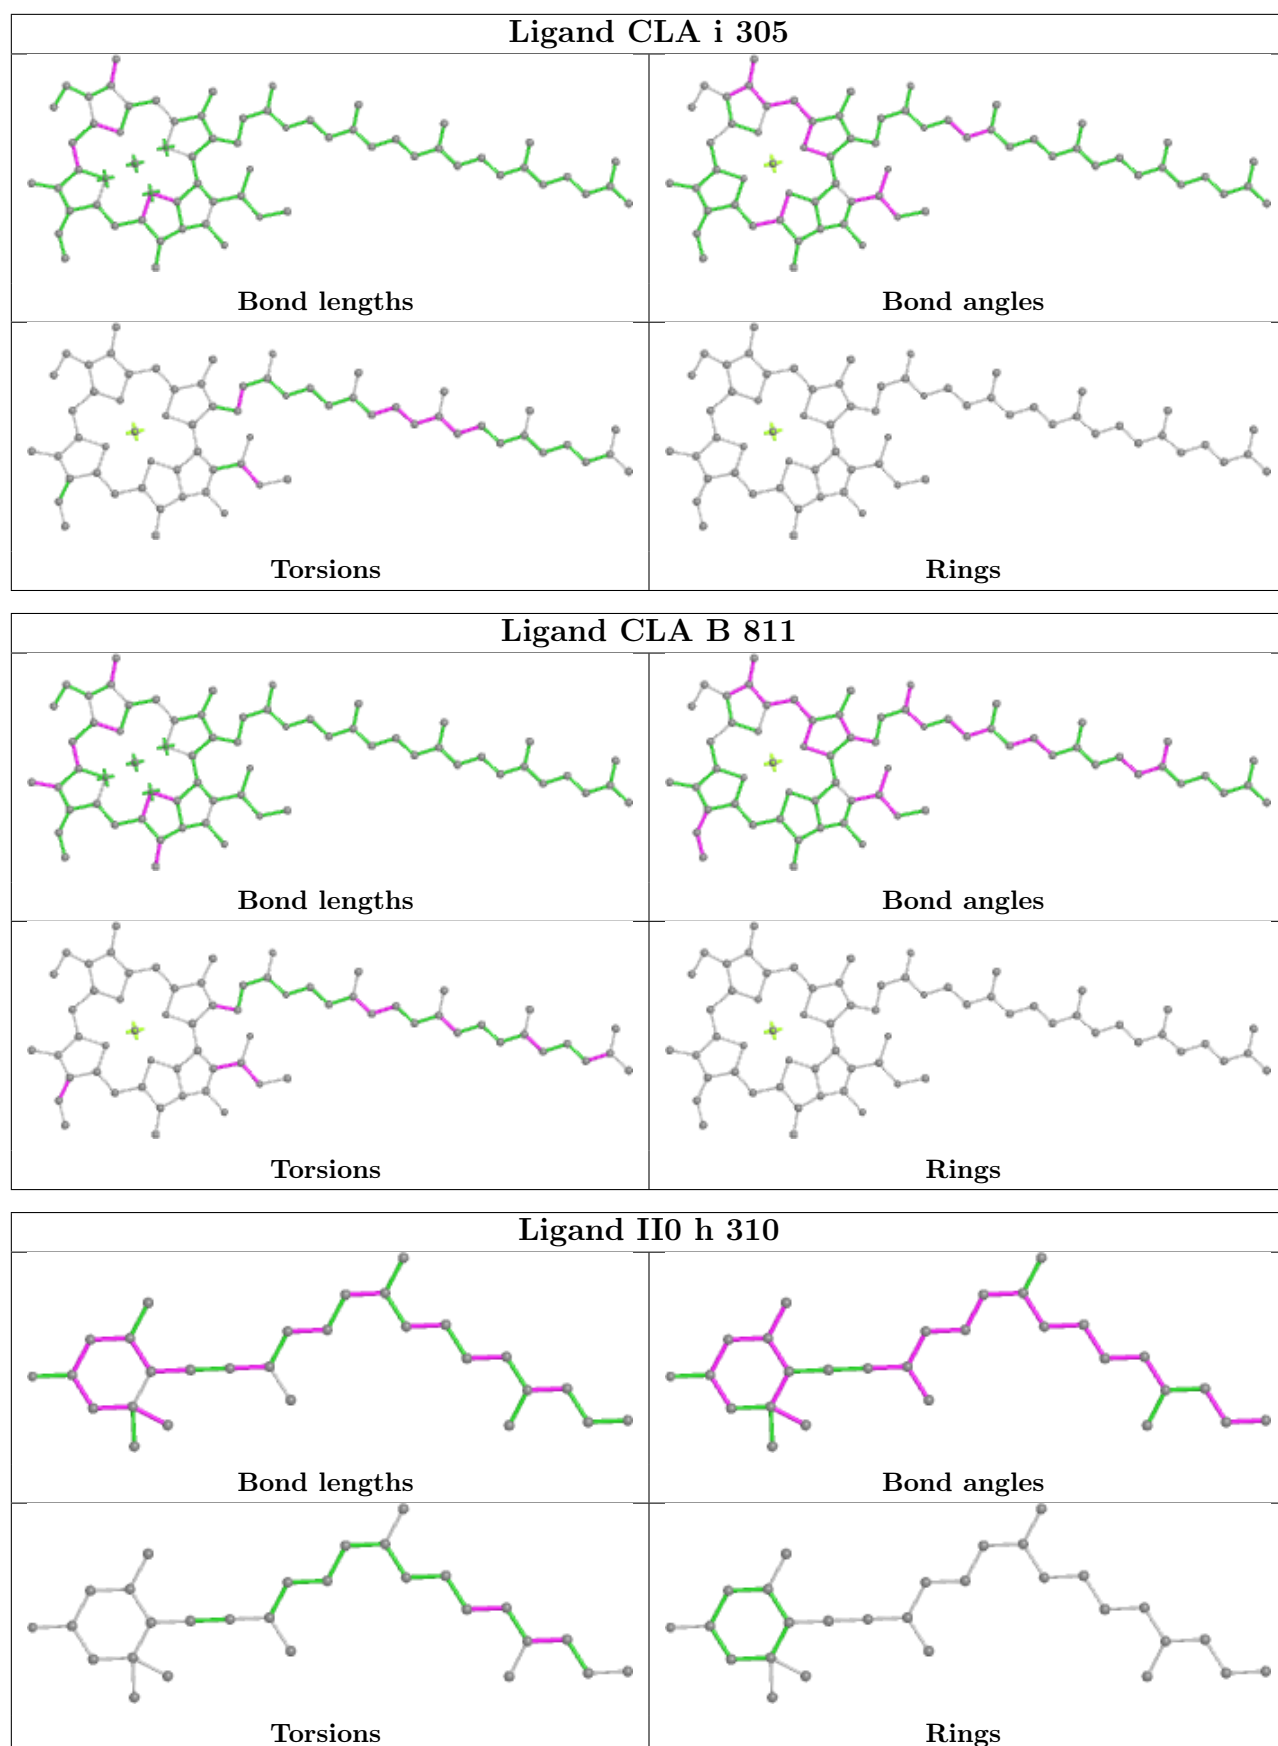 Ligand CLA i 305
Bond lengths
Bond angles
Torsions
Rings
Ligand CLA B 811
Bond lengths
Bond angles
Torsions
Rings
Ligand II0 h 310
Bond lengths
Bond angles
Torsions
Rings